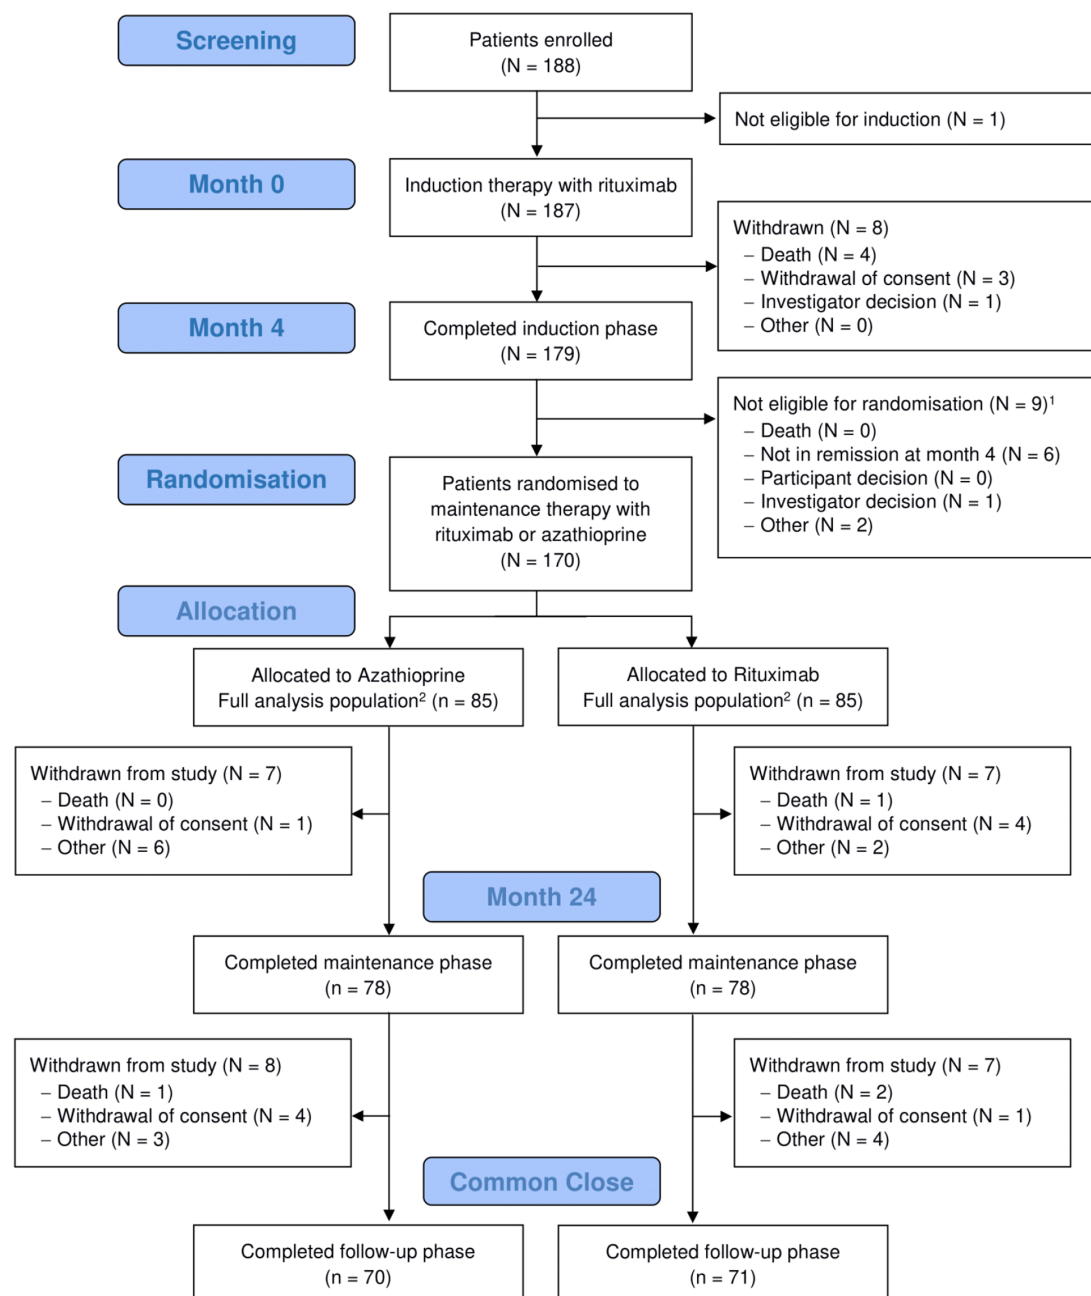 Screening
Patients enrolled
(N = 188)
Not eligible for induction (N = 1)
Month 0
Induction therapy with rituximab
(N = 187)
Withdrawn (N = 8)
– Death (N = 4)
– Withdrawal of consent (N = 3)
– Investigator decision (N = 1)
– Other (N = 0)
Month 4
Completed induction phase
(N = 179)
Not eligible for randomisation (N = 9)¹
– Death (N = 0)
– Not in remission at month 4 (N = 6)
– Participant decision (N = 0)
– Investigator decision (N = 1)
– Other (N = 2)
Randomisation
Patients randomised to
maintenance therapy with
rituximab or azathioprine
(N = 170)
Allocation
Allocated to Azathioprine
Full analysis population² (n = 85)
Allocated to Rituximab
Full analysis population² (n = 85)
Withdrawn from study (N = 7)
– Death (N = 0)
– Withdrawal of consent (N = 1)
– Other (N = 6)
Withdrawn from study (N = 7)
– Death (N = 1)
– Withdrawal of consent (N = 4)
– Other (N = 2)
Month 24
Completed maintenance phase
(n = 78)
Completed maintenance phase
(n = 78)
Withdrawn from study (N = 8)
– Death (N = 1)
– Withdrawal of consent (N = 4)
– Other (N = 3)
Withdrawn from study (N = 7)
– Death (N = 2)
– Withdrawal of consent (N = 1)
– Other (N = 4)
Common Close
Completed follow-up phase
(n = 70)
Completed follow-up phase
(n = 71)